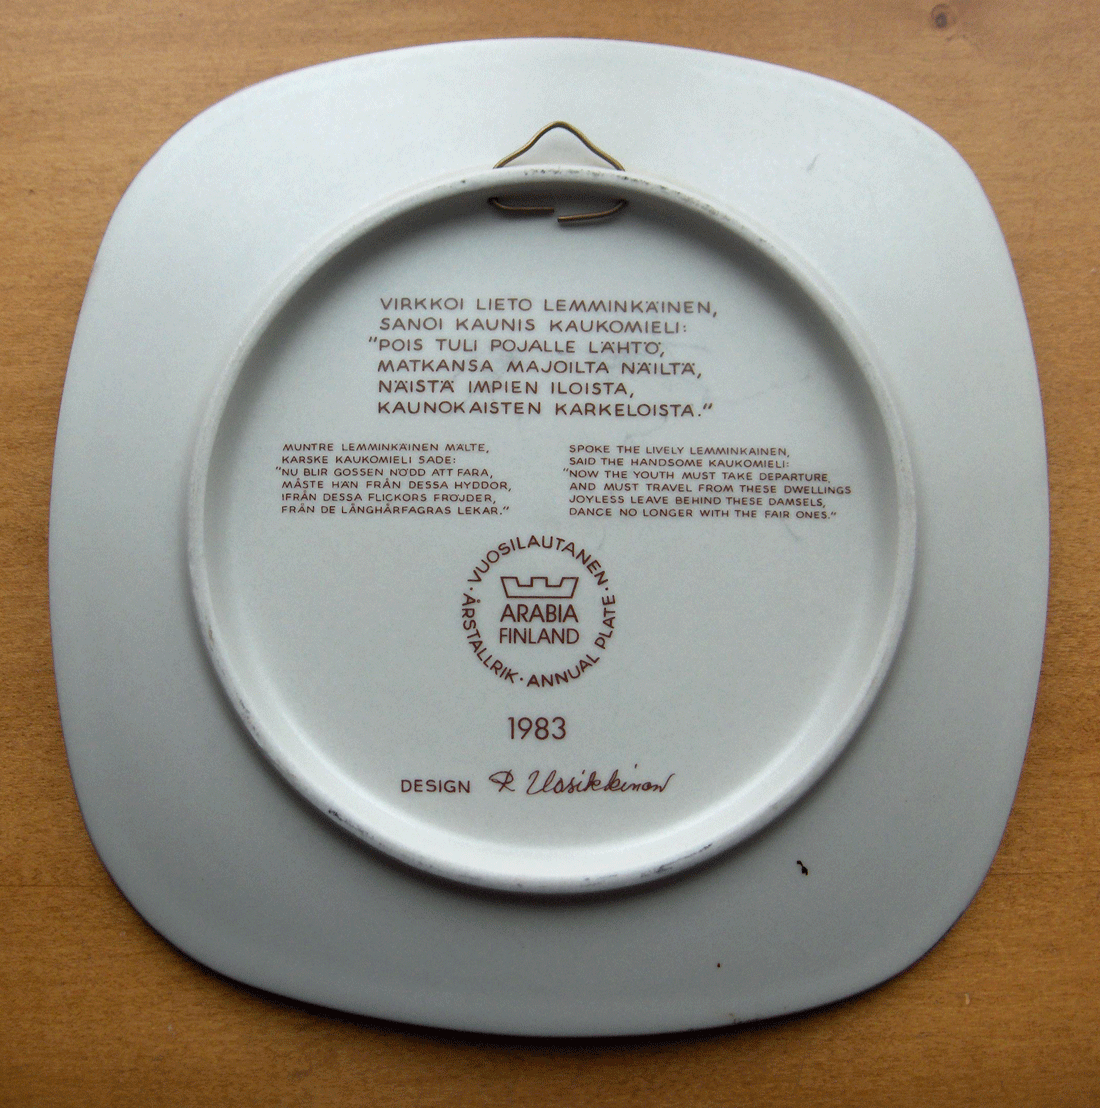 VIRKKOI LIETO LEMMINKÄINEN,
SANOI KAUNIS KAUKOMIELI:
"POIS TULI POJALLE LÄHTÖ,
MATKANSA MAJOILTA NÄILTÄ,
NÄISTÄ IMPIEN ILOISTA,
KAUNOKAISTEN KARKELOISTA."
MUNTRE LEMMINKÄINEN MÄLTE,
KARSKE KAUKOMIELI SADE:
"NU BLIR GOSSEN NÖDD ATT FARA,
MÅSTE HÄN FRÅN DESSA HYDDOR,
IFRÅN DESSA FLICKORS FRÖJDER,
FRÅN DE LÅNGHÅRFAGRAS LEKAR."
SPOKE THE LIVELY LEMMINKAINEN,
SAID THE HANDSOME KAUKOMIELI:
"NOW THE YOUTH MUST TAKE DEPARTURE,
AND MUST TRAVEL FROM THESE DWELLINGS
JOYLESS LEAVE BEHIND THESE DAMSELS,
DANCE NO LONGER WITH THE FAIR ONES."
· VUOSILAUTANEN · ANNUAL PLATE · ÅRSTALLRIK
ARABIA
FINLAND
1983
DESIGN R Uosikkinen